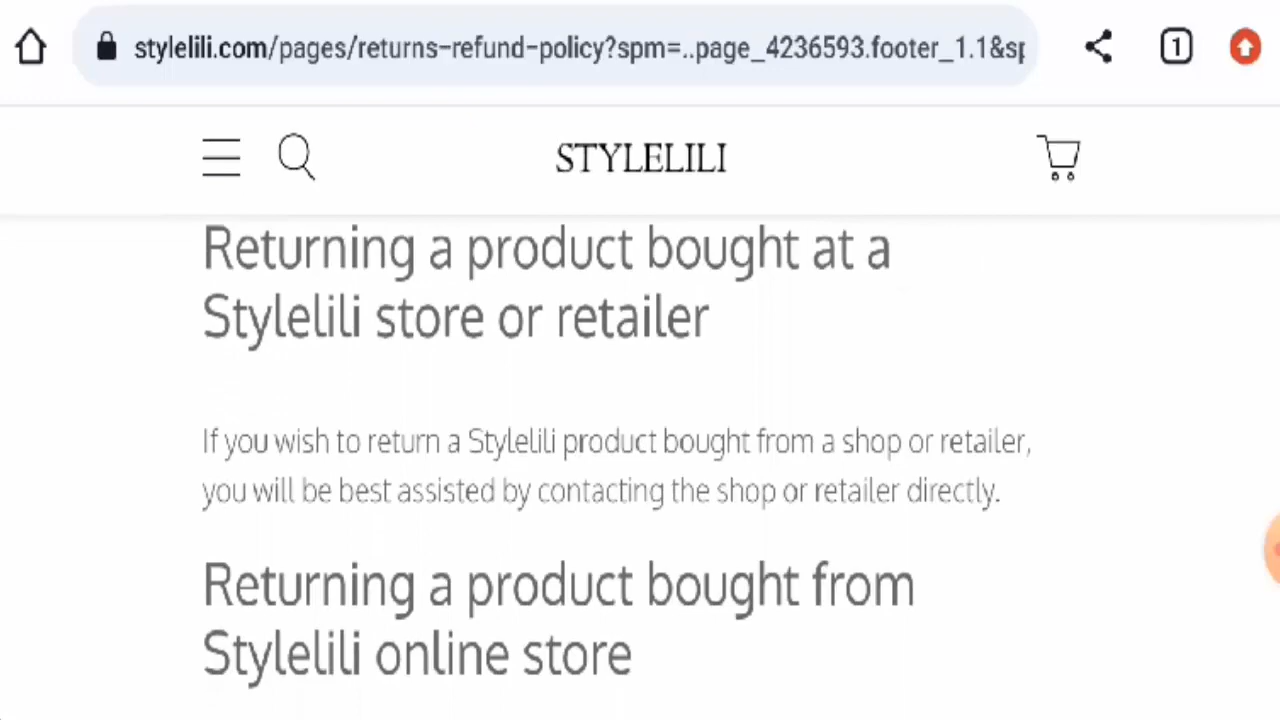 stylelili.com/pages/returns-refund-policy?spm=..page_4236593.footer_1.1&sp
1
STYLELILI
Returning a product bought at a
Stylelili store or retailer
If you wish to return a Stylelili product bought from a shop or retailer,
you will be best assisted by contacting the shop or retailer directly.
Returning a product bought from
Stylelili online store